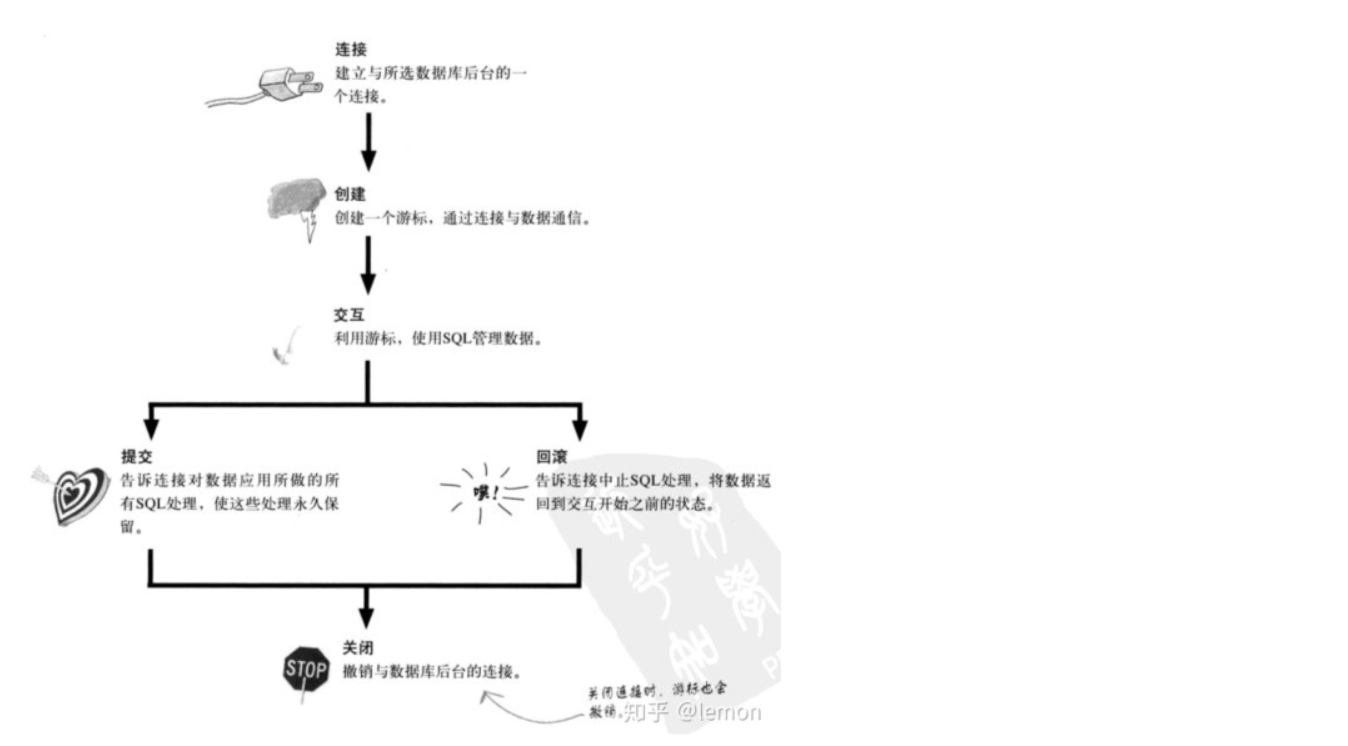 连接
建立与所选数据库后台的一
个连接。
创建
创建一个游标，通过连接与数据通信。
交互
利用游标，使用SQL管理数据。
提交
告诉连接对数据应用所做的所
有SQL处理，使这些处理永久保
留。
噗!
回滚
告诉连接中止SQL处理，将数据返
回到交互开始之前的状态。
关闭
撤销与数据库后台的连接。
STOP
关闭连接时，游标也会
撤销。
知乎 @lemon